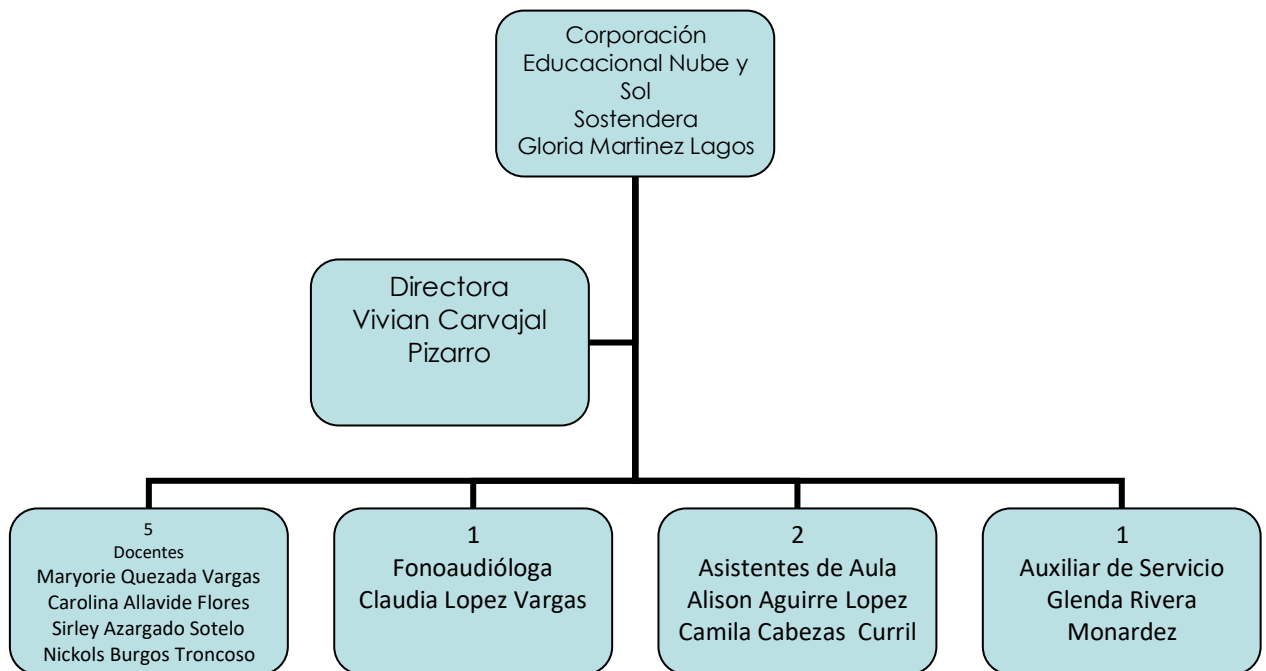 Corporación
Educacional Nube y
Sol
Sostendera
Gloria Martinez Lagos
Directora
Vivian Carvajal
Pizarro
5
Docentes
Maryorie Quezada Vargas
Carolina Allavide Flores
Sirley Azargado Sotelo
Nickols Burgos Troncoso
1
Fonoaudióloga
Claudia Lopez Vargas
2
Asistentes de Aula
Alison Aguirre Lopez
Camila Cabezas  Curril
1
Auxiliar de Servicio
Glenda Rivera
Monardez